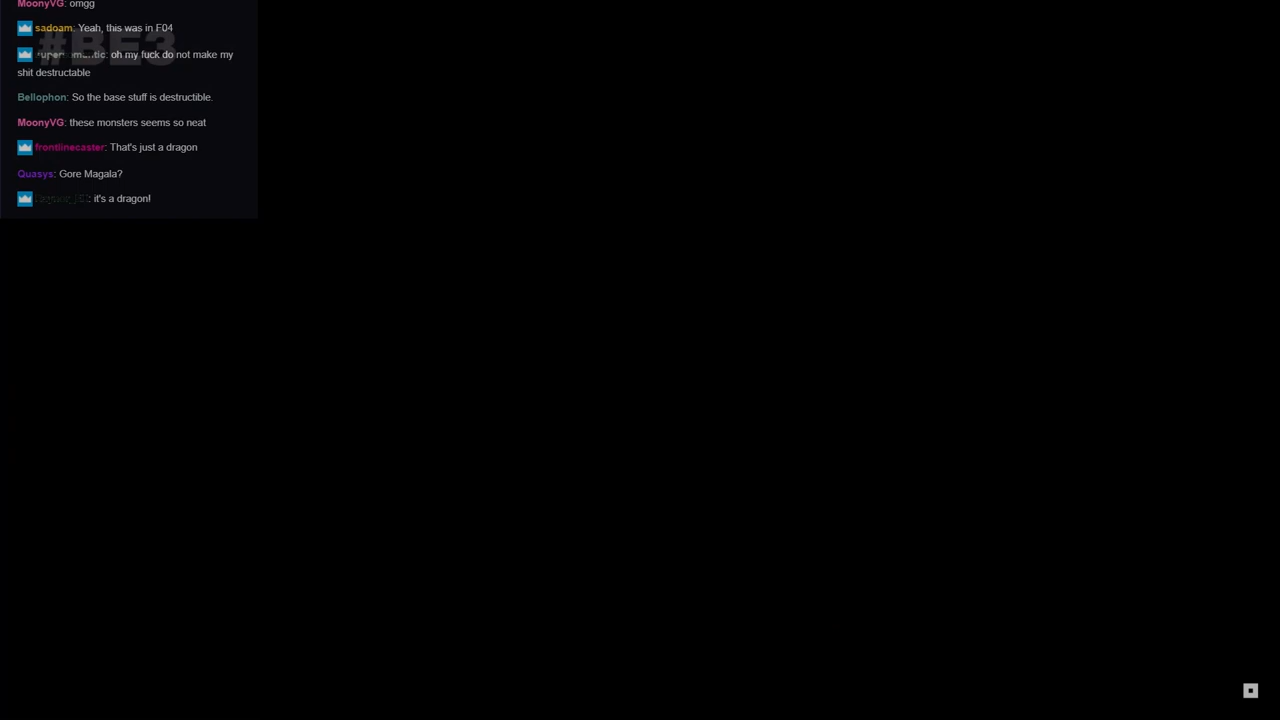 MoonyVG: omgg
#BE3
sadoam: Yeah, this was in F04
oh my fuck do not make my
shit destructable
Bellophon: So the base stuff is destructible.
MoonyVG: these monsters seems so neat
frontlinecaster: That's just a dragon
Quasys: Gore Magala?
it's a dragon!